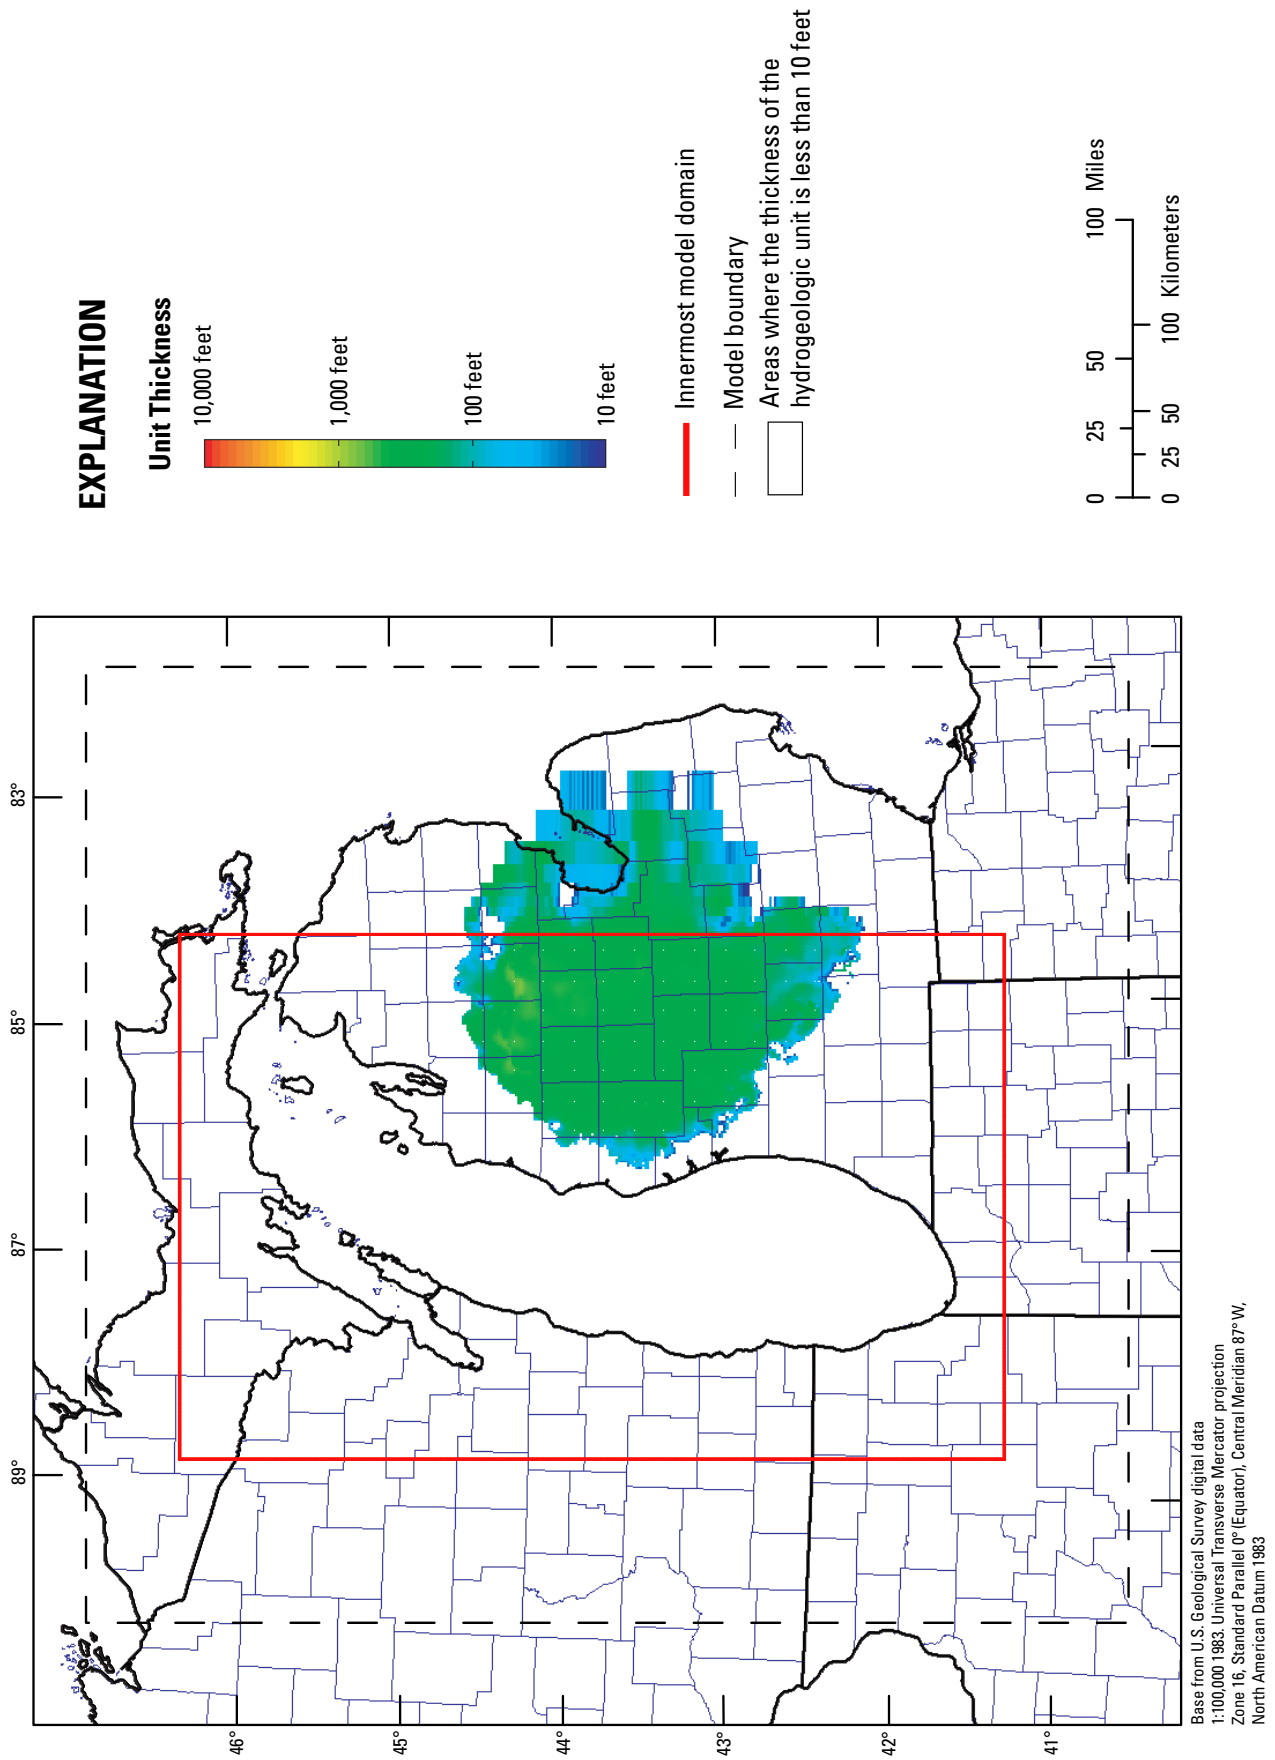 EXPLANATION
Unit Thickness
10,000 feet
1,000 feet
100 feet
10 feet
Innermost model domain
Model boundary
Areas where the thickness of the
hydrogeologic unit is less than 10 feet
0 25 50 100 Miles
0 25 50 100 Kilometers
89°
87°
85°
83°
46°
45°
44°
43°
42°
41°
Base from U.S. Geological Survey digital data
1:100,000 1983. Universal Transverse Mercator projection
Zone 16, Standard Parallel 0° (Equator), Central Meridian 87° W,
North American Datum 1983